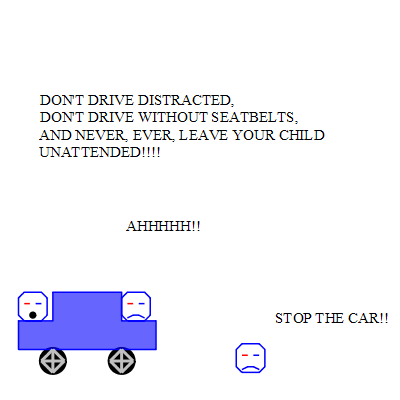 DON'T DRIVE DISTRACTED,
DON'T DRIVE WITHOUT SEATBELTS,
AND NEVER, EVER, LEAVE YOUR CHILD
UNATTENDED!!!!
AHHHHH!!
STOP THE CAR!!